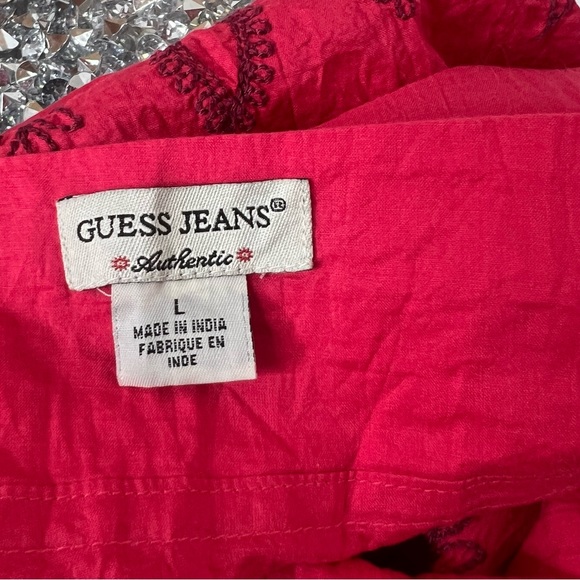 GUESS JEANS®
Authentic
L
MADE IN INDIA
FABRIQUE EN
INDE